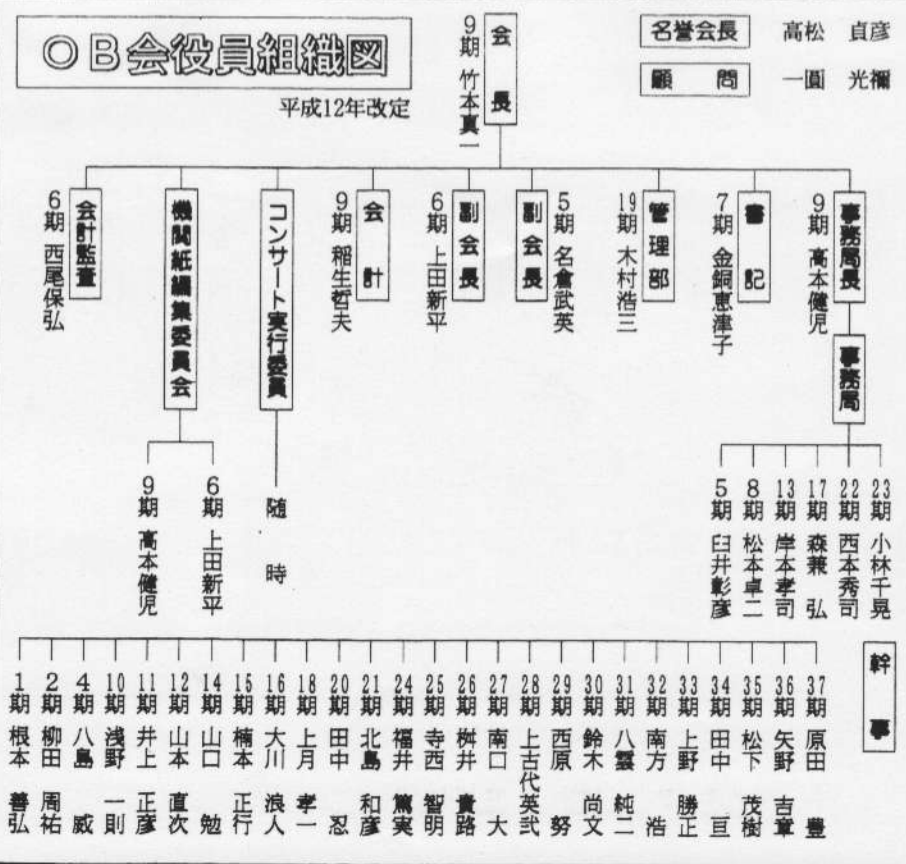 OB会役員組織図
平成12年改定
名誉会長 高松 貞彦
顧問 一圓 光禰
会長
9期 竹本真一
事務局長
9期 高本健児
書記
7期 金銅恵津子
管理部
19期 木村浩三
副会長
5期 名倉武英
副会長
6期 上田新平
会計
9期 稲生哲夫
コンサート実行委員
随時
機関紙編集委員会
6期 上田新平
9期 高本健児
会計監査
6期 西尾保弘
事務局
23期 小林千晃
22期 西本秀司
17期 森兼 弘
13期 岸本孝司
8期 松本卓二
5期 臼井彰彦
幹事
37期 原田 豊
36期 矢野 吉章
35期 松下 茂樹
34期 田中 亘
33期 上野 勝正
32期 南方 浩
31期 八雲 純二
30期 鈴木 尚文
29期 西原 努
28期 上古代英弐
27期 南口 大
26期 桝井 貴路
25期 寺西 智明
24期 福井 篤実
21期 北島 和彦
20期 田中 忍
18期 上月 孝一
16期 大川 浪人
15期 楠本 正行
14期 山口 勉
12期 山本 直次
11期 井上 正彦
10期 浅野 一則
4期 八島 威
2期 柳田 周祐
1期 根本 善弘